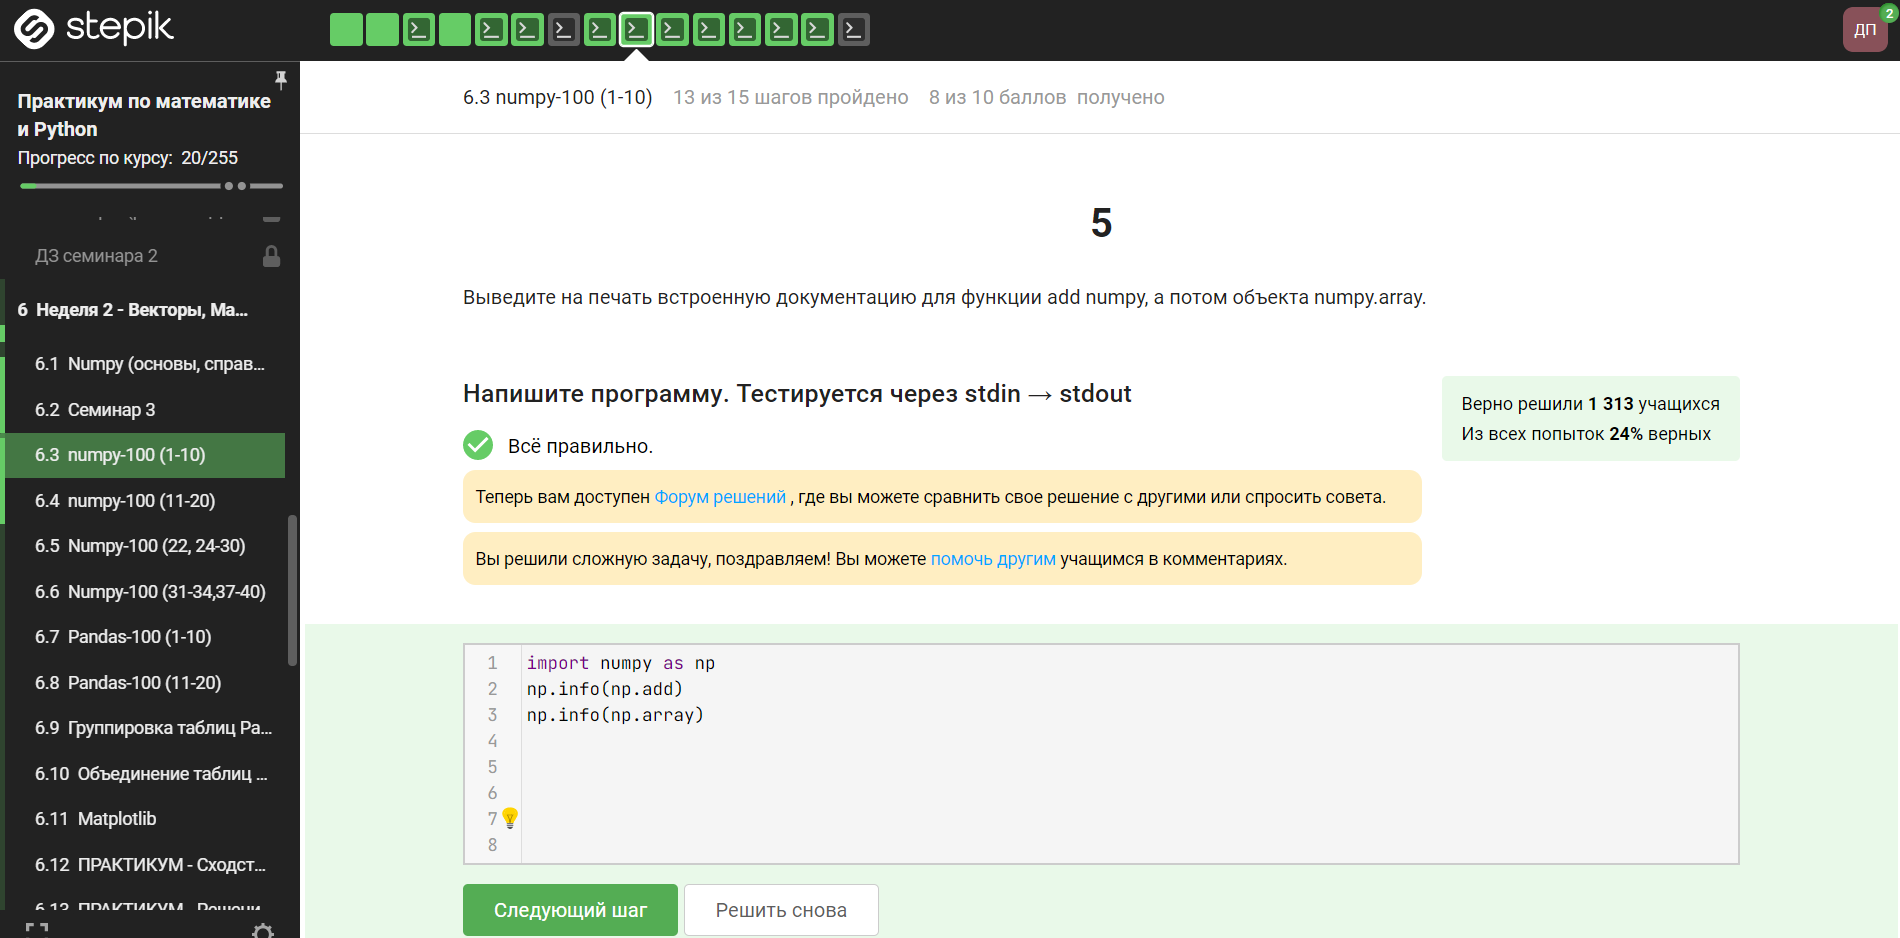 stepik
ДП
2
Практикум по математике
и Python
Прогресс по курсу: 20/255
ДЗ семинара 2
6 Неделя 2 - Векторы, Ма...
6.1 Numpy (основы, справ...
6.2 Семинар 3
6.3 numpy-100 (1-10)
6.4 numpy-100 (11-20)
6.5 Numpy-100 (22, 24-30)
6.6 Numpy-100 (31-34,37-40)
6.7 Pandas-100 (1-10)
6.8 Pandas-100 (11-20)
6.9 Группировка таблиц Pa...
6.10 Объединение таблиц ...
6.11 Matplotlib
6.12 ПРАКТИКУМ - Сходст...
6.13 ПРАКТИКУМ - Решени...
6.3 numpy-100 (1-10) 13 из 15 шагов пройдено 8 из 10 баллов получено
5
Выведите на печать встроенную документацию для функции add numpy, а потом объекта numpy.array.
Напишите программу. Тестируется через stdin → stdout
Всё правильно.
Теперь вам доступен Форум решений , где вы можете сравнить свое решение с другими или спросить совета.
Вы решили сложную задачу, поздравляем! Вы можете помочь другим учащимся в комментариях.
Верно решили 1 313 учащихся
Из всех попыток 24% верных
1 import numpy as np
2 np.info(np.add)
3 np.info(np.array)
4
5
6
7
8
Следующий шаг
Решить снова